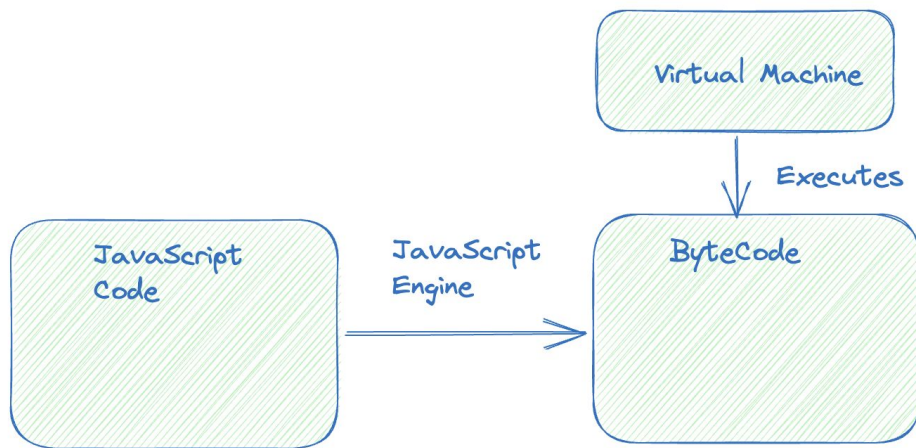 Virtual Machine
Executes
JavaScript
Code
JavaScript
Engine
ByteCode